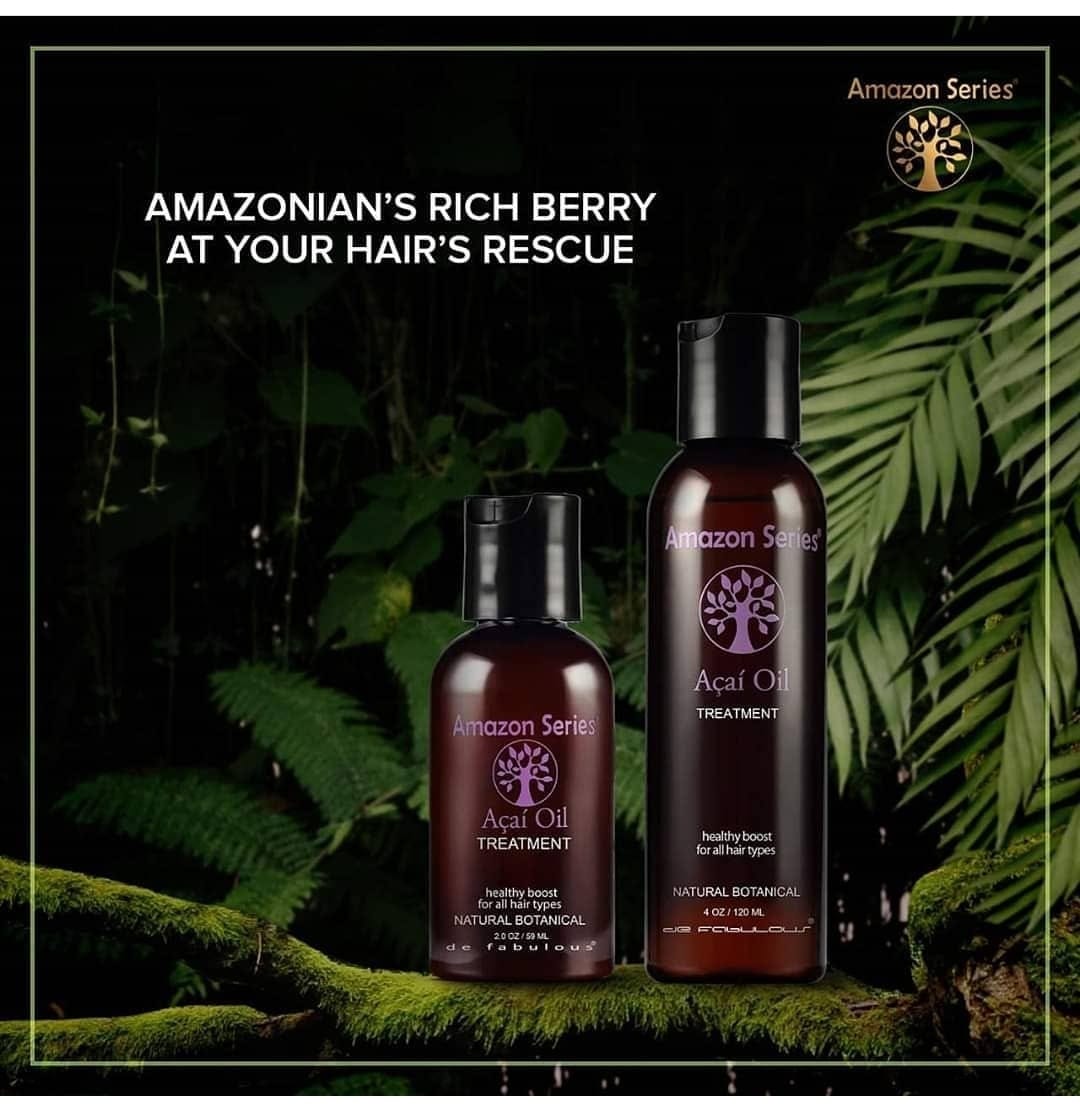 Amazon Series®
AMAZONIAN’S RICH BERRY
AT YOUR HAIR’S RESCUE
Amazon Series®
Açaí Oil
TREATMENT
healthy boost
for all hair types
NATURAL BOTANICAL
2.0 OZ / 59 ML
de fabulous®
Amazon Series®
Açaí Oil
TREATMENT
healthy boost
for all hair types
NATURAL BOTANICAL
4 OZ / 120 ML
de FABULOUS®